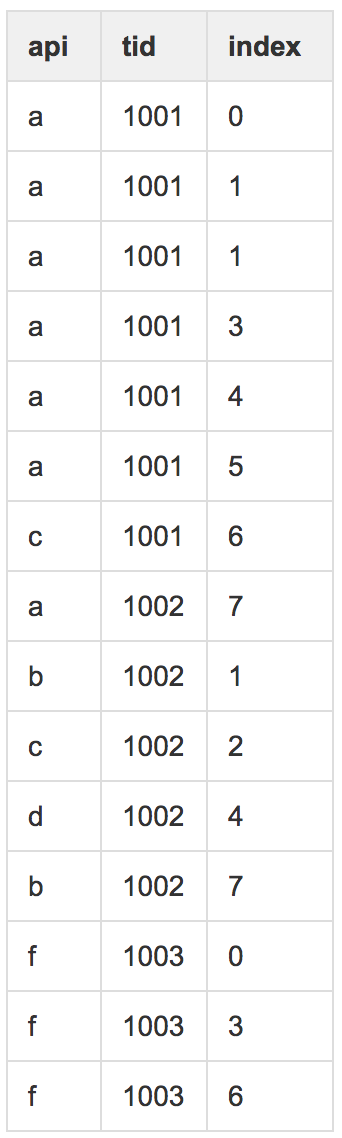 api tid index
a 1001 0
a 1001 1
a 1001 1
a 1001 3
a 1001 4
a 1001 5
c 1001 6
a 1002 7
b 1002 1
c 1002 2
d 1002 4
b 1002 7
f 1003 0
f 1003 3
f 1003 6